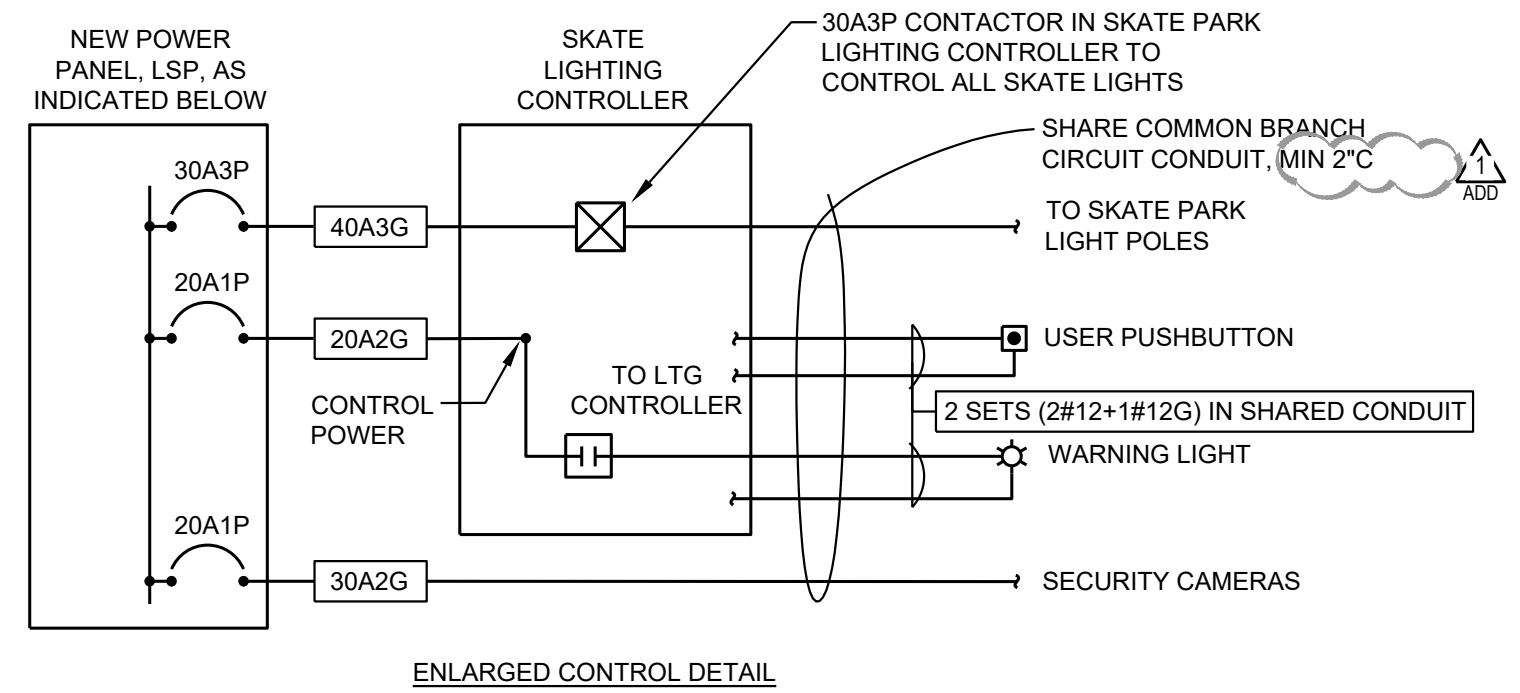 NEW POWER
PANEL, LSP, AS
INDICATED BELOW
SKATE
LIGHTING
CONTROLLER
30A3P CONTACTOR IN SKATE PARK
LIGHTING CONTROLLER TO
CONTROL ALL SKATE LIGHTS
SHARE COMMON BRANCH
CIRCUIT CONDUIT, MIN 2"C
1
ADD
30A3P
40A3G
TO SKATE PARK
LIGHT POLES
20A1P
20A2G
USER PUSHBUTTON
TO LTG
CONTROLLER
CONTROL
POWER
2 SETS (2#12+1#12G) IN SHARED CONDUIT
WARNING LIGHT
20A1P
30A2G
SECURITY CAMERAS
ENLARGED CONTROL DETAIL